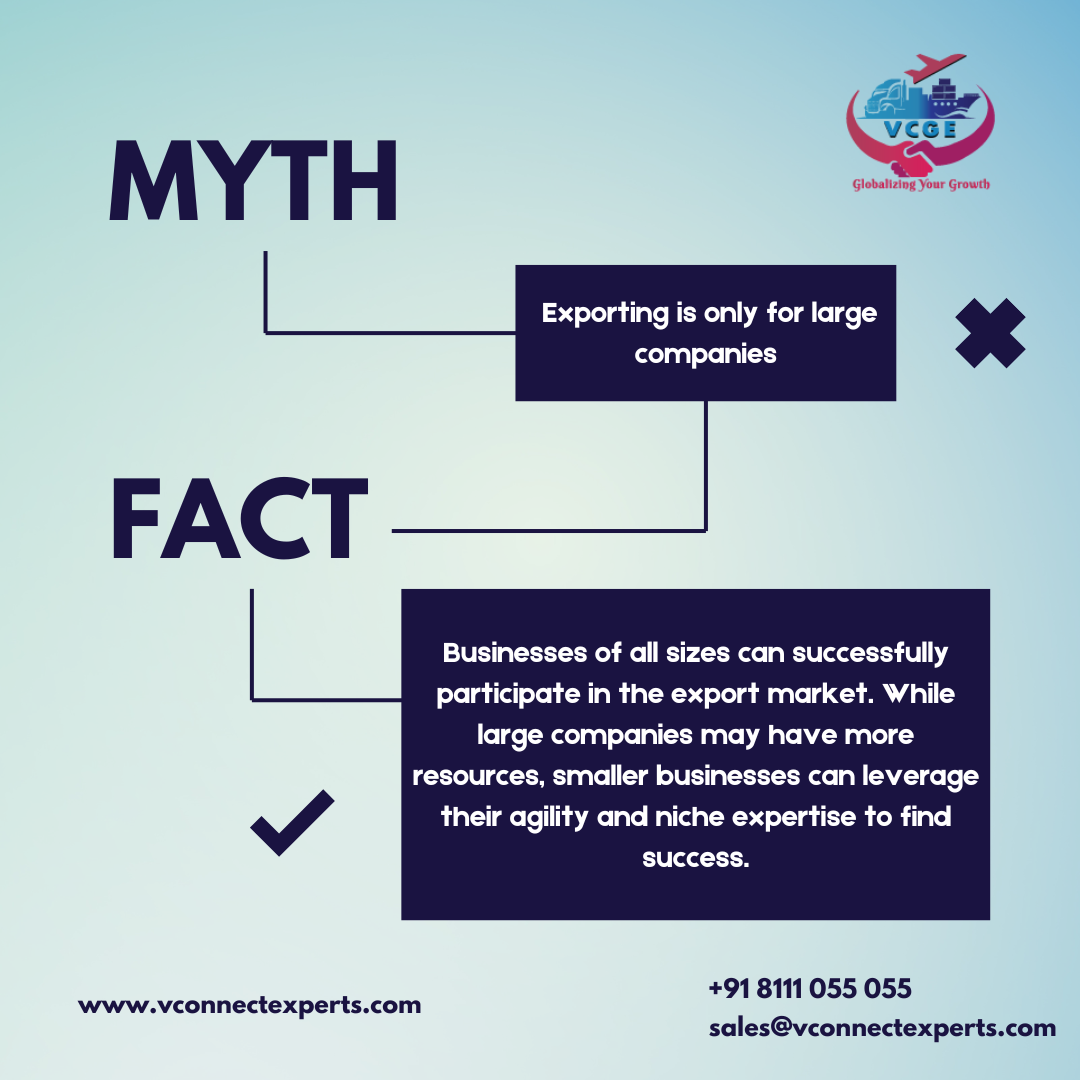 VCGE
Globalizing Your Growth
MYTH
Exporting is only for large
companies
FACT
Businesses of all sizes can successfully
participate in the export market. While
large companies may have more
resources, smaller businesses can leverage
their agility and niche expertise to find
success.
www.vconnectexperts.com
+91 8111 055 055
sales@vconnectexperts.com